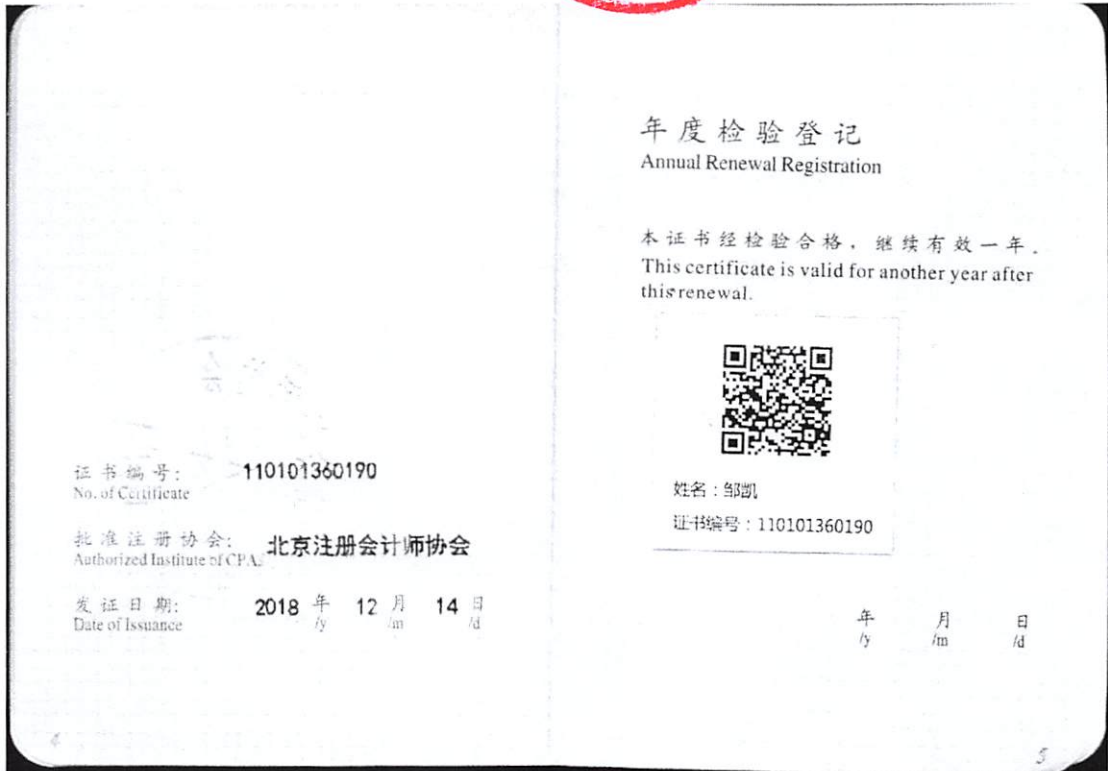 证书编号: 110101360190
No. of Certificate
批准注册协会: 北京注册会计师协会
Authorized Institute of CPAs
发证日期: 2018 年 12 月 14 日
Date of Issuance /y /m /d
4
年度检验登记
Annual Renewal Registration
本证书经检验合格，继续有效一年.
This certificate is valid for another year after
this renewal.
姓名：邹凯
证书编号：110101360190
年 月 日
/y /m /d
5